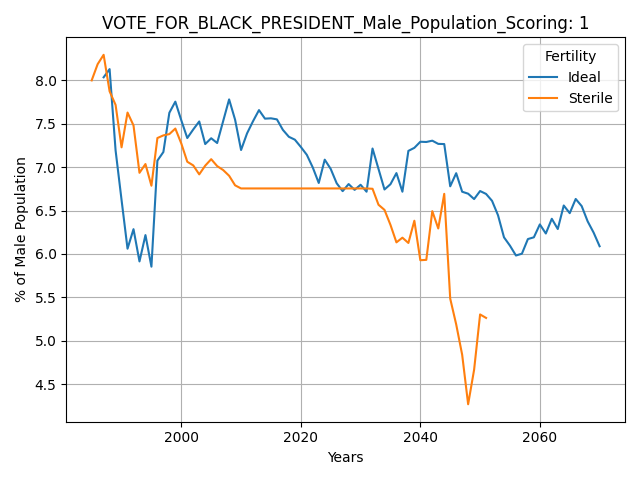 VOTE_FOR_BLACK_PRESIDENT_Male_Population_Scoring: 1
Fertility
Ideal
Sterile
% of Male Population
8.0
7.5
7.0
6.5
6.0
5.5
5.0
4.5
2000 2020 2040 2060
Years